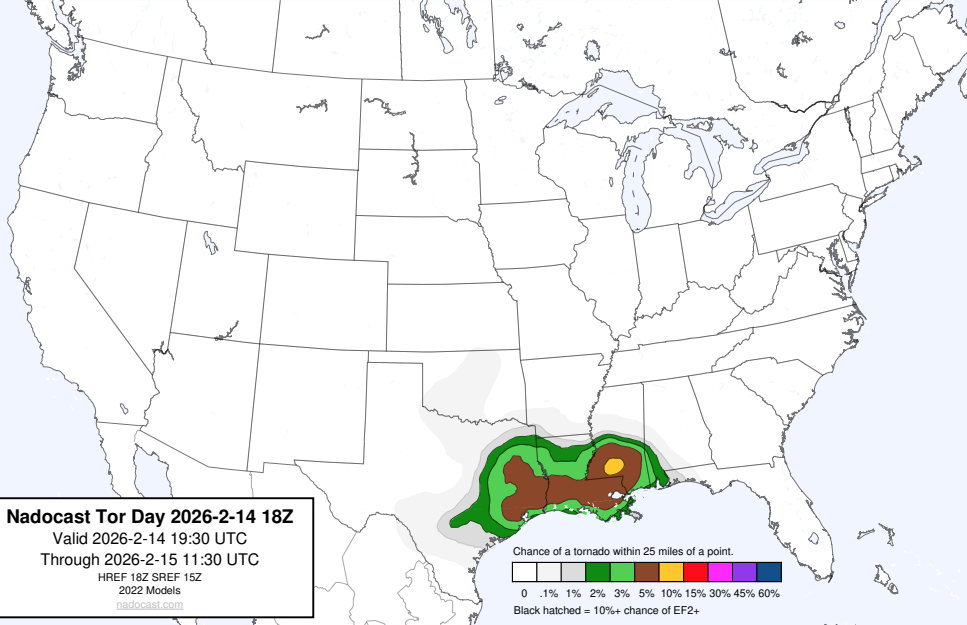 Nadocast Tor Day 2026-2-14 18Z
Valid 2026-2-14 19:30 UTC
Through 2026-2-15 11:30 UTC
HREF 18Z SREF 15Z
2022 Models
nadocast.com
Chance of a tornado within 25 miles of a point.
0 .1% 1% 2% 3% 5% 10% 15% 30% 45% 60%
Black hatched = 10%+ chance of EF2+